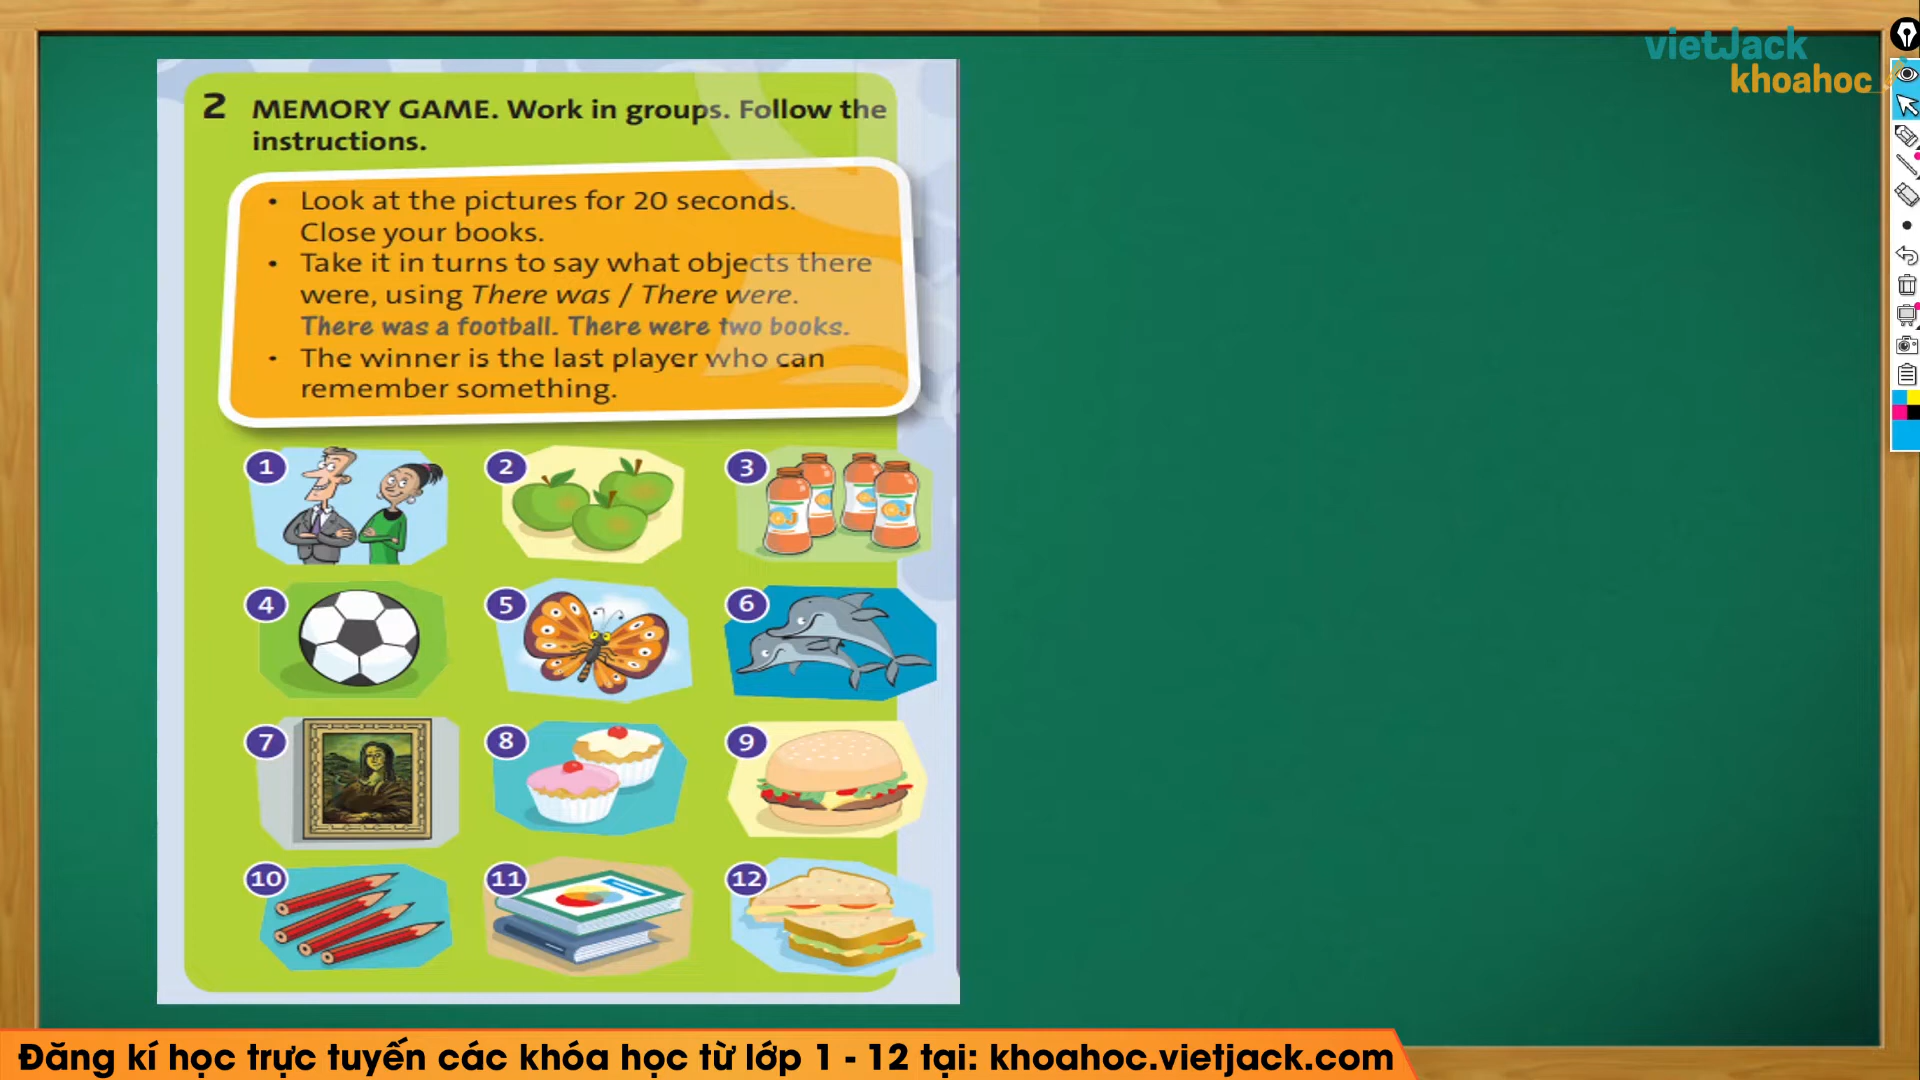 vietJack
khoahoc
2 MEMORY GAME. Work in groups. Follow the
instructions.
• Look at the pictures for 20 seconds.
Close your books.
• Take it in turns to say what objects there
were, using There was / There were.
There was a football. There were two books.
• The winner is the last player who can
remember something.
1
2
3
OJ
OJ
4
5
6
7
8
9
10
11
12
Đăng kí học trực tuyến các khóa học từ lớp 1 - 12 tại: khoahoc.vietjack.com